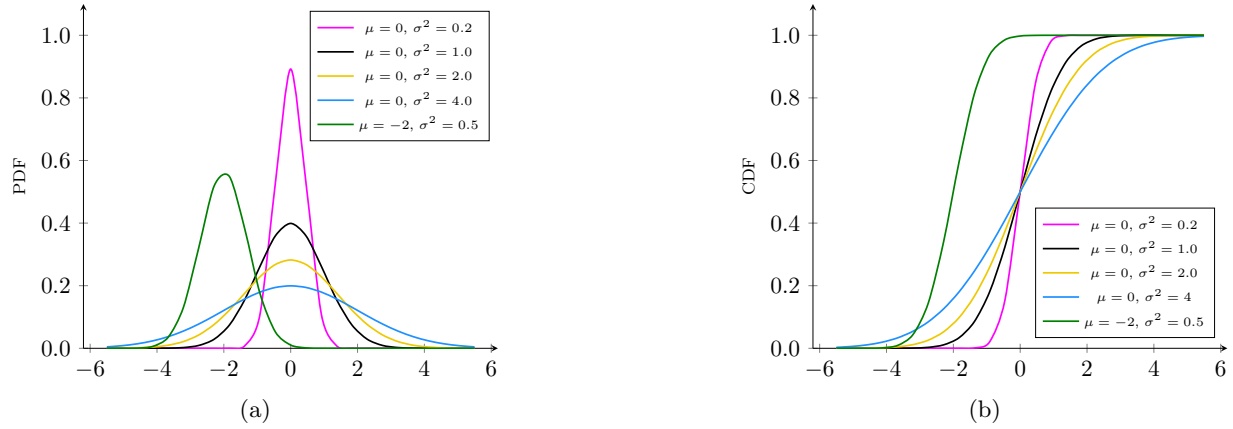 1.0
0.8
0.6
0.4
0.2
0.0
PDF
−6 −4 −2 0 2 4 6
μ = 0, σ² = 0.2
μ = 0, σ² = 1.0
μ = 0, σ² = 2.0
μ = 0, σ² = 4.0
μ = −2, σ² = 0.5
(a)
1.0
0.8
0.6
0.4
0.2
0.0
CDF
−6 −4 −2 0 2 4 6
μ = 0, σ² = 0.2
μ = 0, σ² = 1.0
μ = 0, σ² = 2.0
μ = 0, σ² = 4
μ = −2, σ² = 0.5
(b)